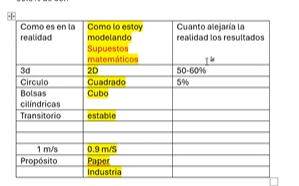 Como es en la realidad
Como lo estoy modelando
Supuestos matemáticos
Cuanto alejaría la realidad los resultados
3d
2D
50-60%
Circulo
Cuadrado
5%
Bolsas cilíndricas
Cubo
Transitorio
estable
1 m/s
0.9 M/S
Propósito
Paper
Industria